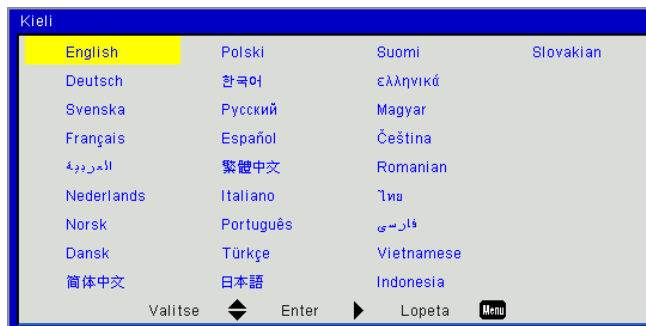 Kieli
English Polski Suomi Slovakian
Deutsch 한국어 ελληνικά
Svenska Русский Magyar
Français Español Čeština
العربية 繁體中文 Romanian
Nederlands Italiano ไทย
Norsk Português فارسی
Dansk Türkçe Vietnamese
简体中文 日本語 Indonesia
Valitse Enter Lopeta Menu